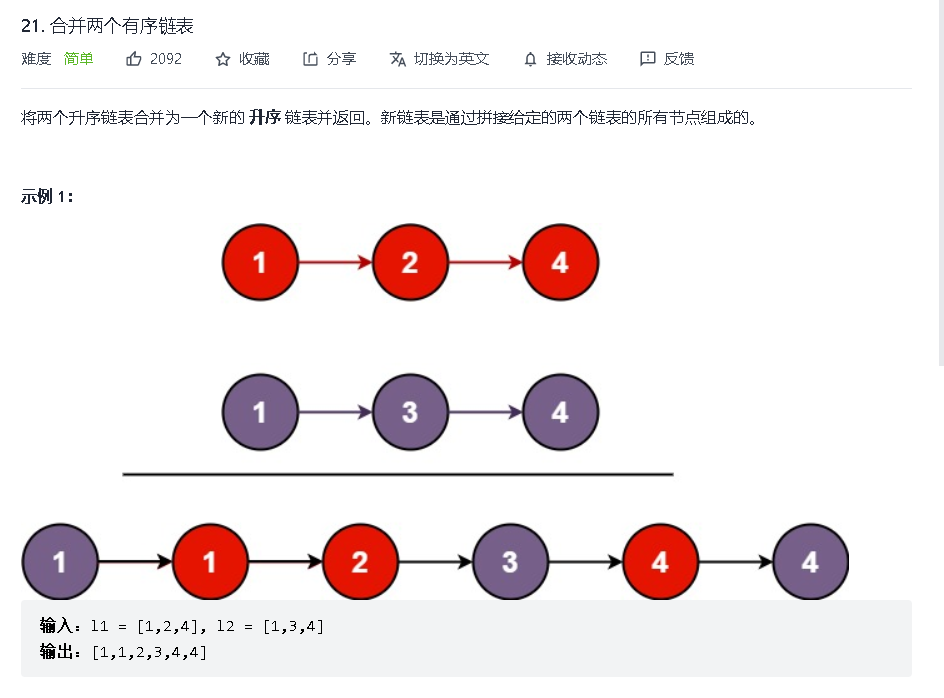 21. 合并两个有序链表
难度 简单 2092 收藏 分享 切换为英文 接收动态 反馈
将两个升序链表合并为一个新的 升序 链表并返回。新链表是通过拼接给定的两个链表的所有节点组成的。
示例 1：
1 2 4
1 3 4
1 1 2 3 4 4
输入：l1 = [1,2,4], l2 = [1,3,4]
输出：[1,1,2,3,4,4]